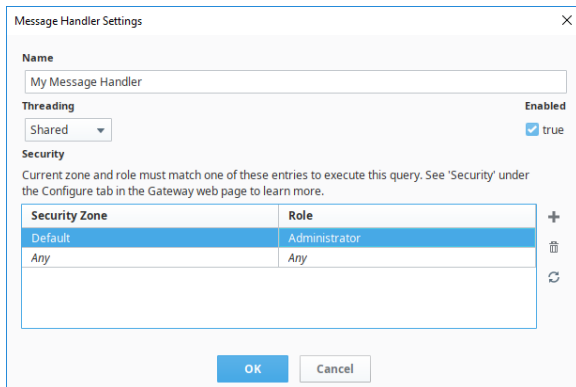 Message Handler Settings
Name
My Message Handler
Threading Enabled
Shared true
Security
Current zone and role must match one of these entries to execute this query. See 'Security' under
the Configure tab in the Gateway web page to learn more.
Security Zone Role
Default Administrator
Any Any
OK Cancel